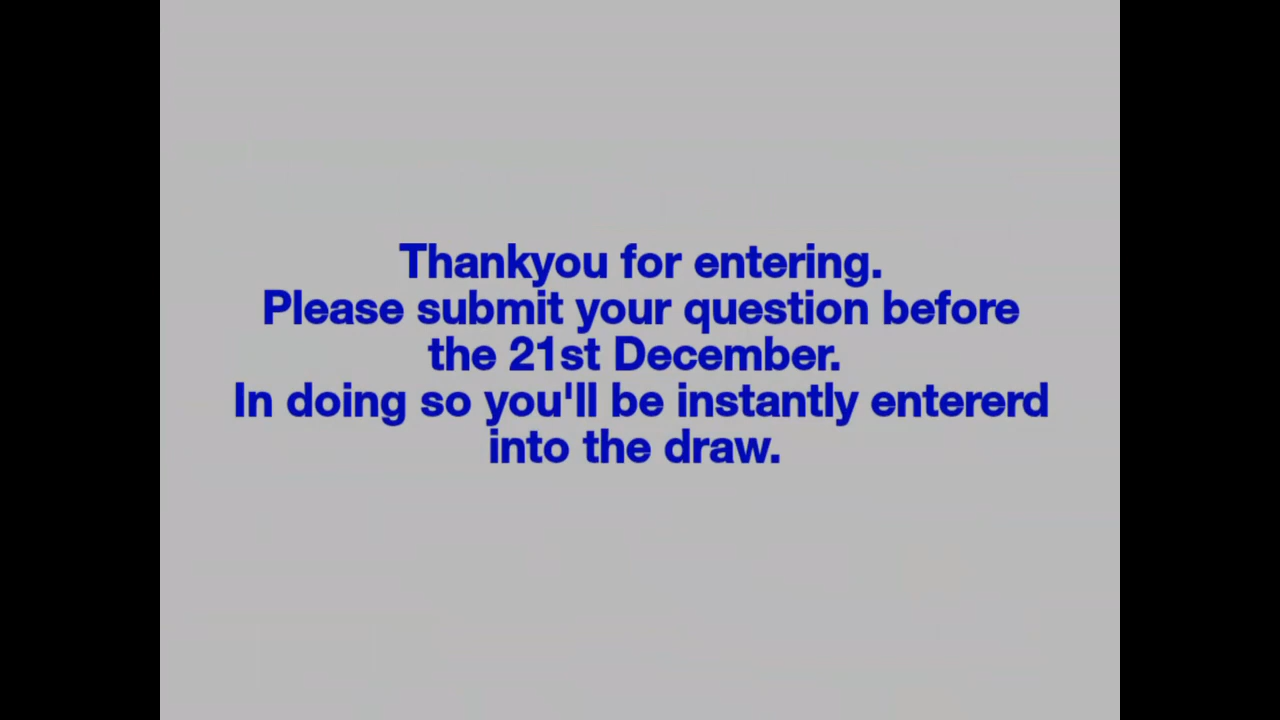 Thankyou for entering.
Please submit your question before
the 21st December.
In doing so you'll be instantly entererd
into the draw.